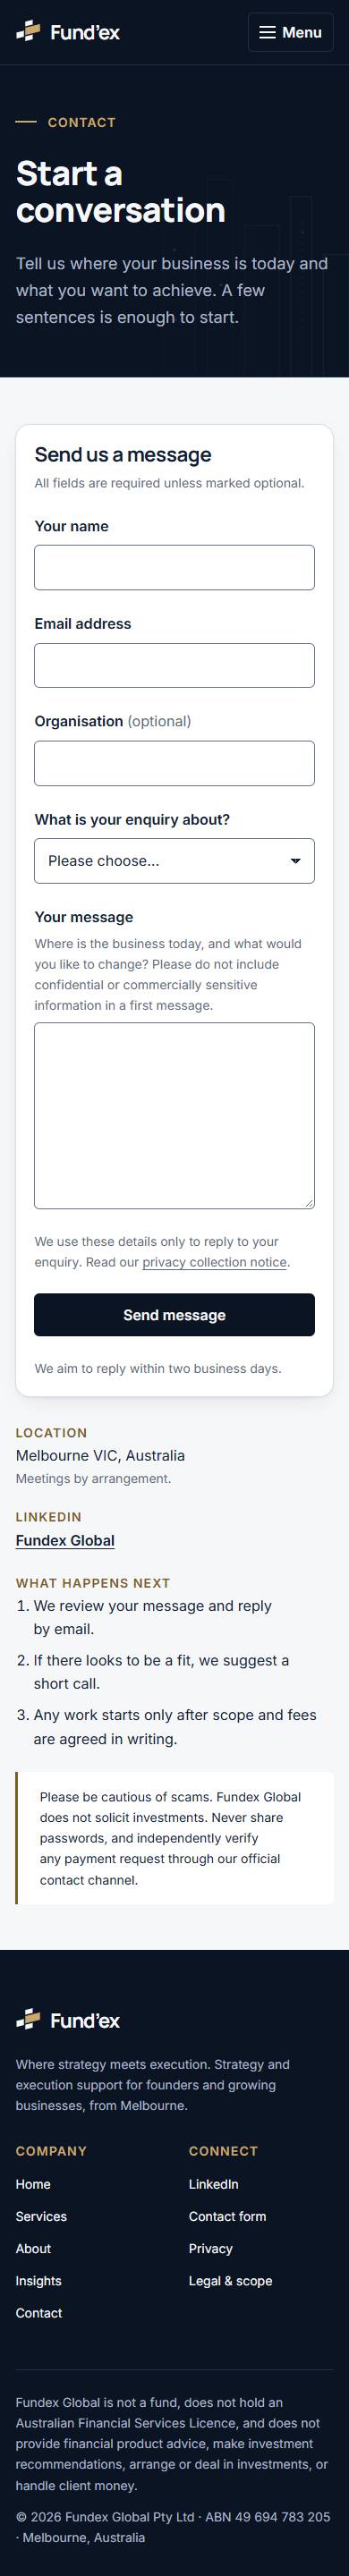 Fund’ex
Menu
CONTACT
Start a
conversation
Tell us where your business is today and
what you want to achieve. A few
sentences is enough to start.
Send us a message
All fields are required unless marked optional.
Your name
Email address
Organisation (optional)
What is your enquiry about?
Please choose...
Your message
Where is the business today, and what would
you like to change? Please do not include
confidential or commercially sensitive
information in a first message.
We use these details only to reply to your
enquiry. Read our privacy collection notice.
Send message
We aim to reply within two business days.
LOCATION
Melbourne VIC, Australia
Meetings by arrangement.
LINKEDIN
Fundex Global
WHAT HAPPENS NEXT
1. We review your message and reply
by email.
2. If there looks to be a fit, we suggest a
short call.
3. Any work starts only after scope and fees
are agreed in writing.
Please be cautious of scams. Fundex Global
does not solicit investments. Never share
passwords, and independently verify
any payment request through our official
contact channel.
Fund’ex
Where strategy meets execution. Strategy and
execution support for founders and growing
businesses, from Melbourne.
COMPANY
Home
Services
About
Insights
Contact
CONNECT
LinkedIn
Contact form
Privacy
Legal & scope
Fundex Global is not a fund, does not hold an
Australian Financial Services Licence, and does not
provide financial product advice, make investment
recommendations, arrange or deal in investments, or
handle client money.
© 2026 Fundex Global Pty Ltd · ABN 49 694 783 205
· Melbourne, Australia